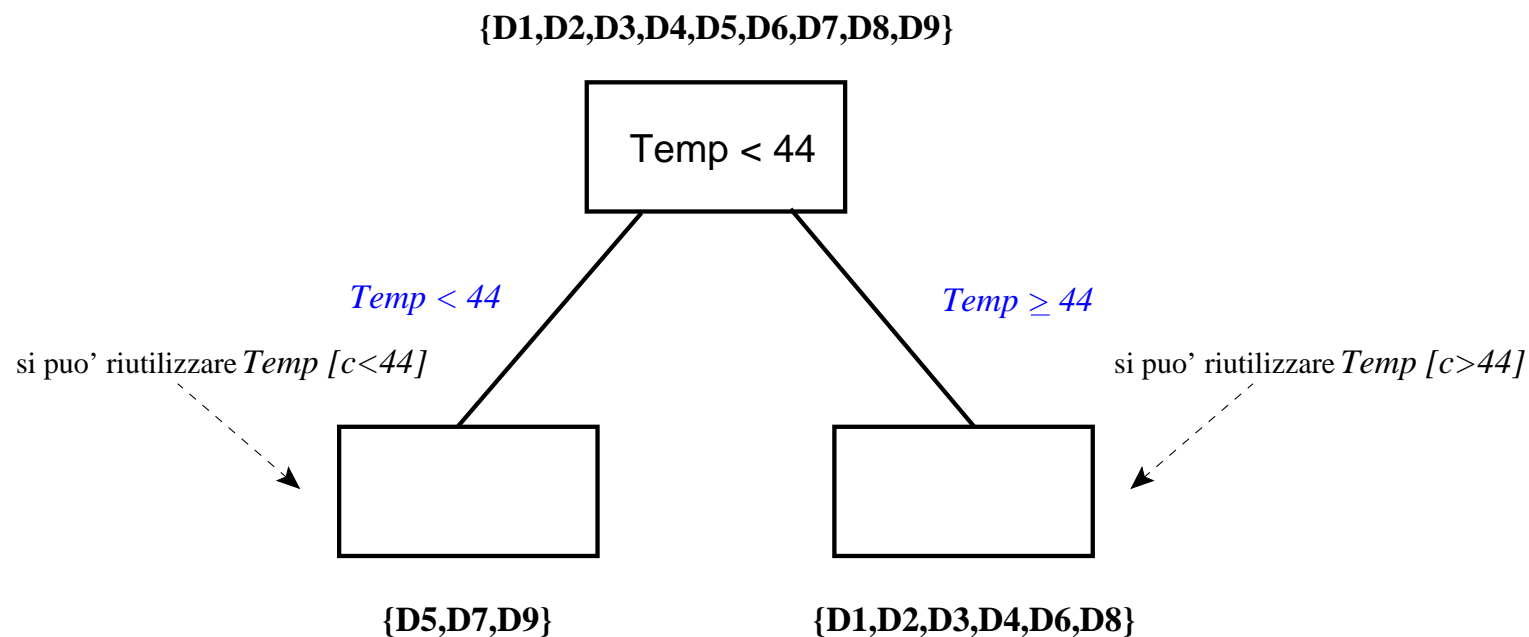 {D1,D2,D3,D4,D5,D6,D7,D8,D9}
Temp < 44
Temp < 44
Temp ≥ 44
si puo’ riutilizzare Temp [c<44]
si puo’ riutilizzare Temp [c>44]
{D5,D7,D9}
{D1,D2,D3,D4,D6,D8}